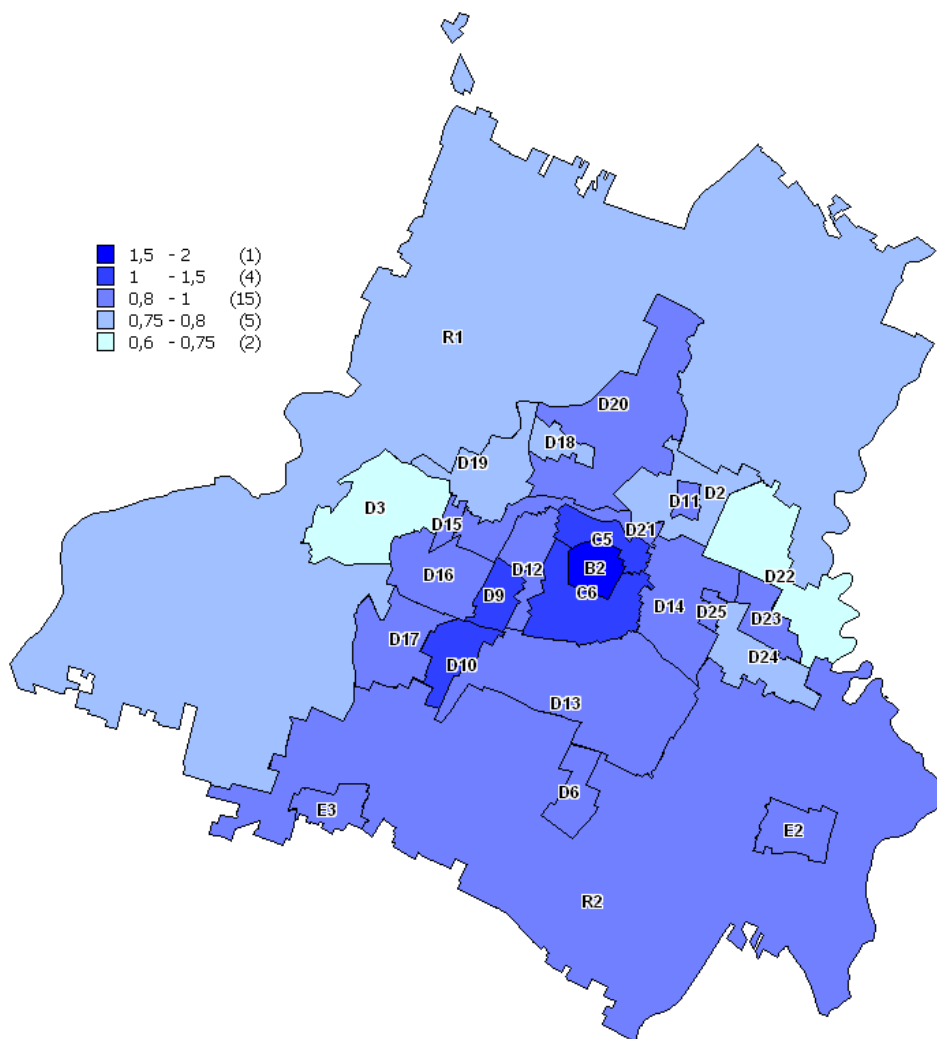 1,5 - 2 (1)
1 - 1,5 (4)
0,8 - 1 (15)
0,75 - 0,8 (5)
0,6 - 0,75 (2)
R1
D20
D18
D19
D2
D11
D3
D15
D21
C5
D12
B2
D16
D22
C6
D9
D14
D25
D23
D17
D24
D10
D13
D6
E3
E2
R2